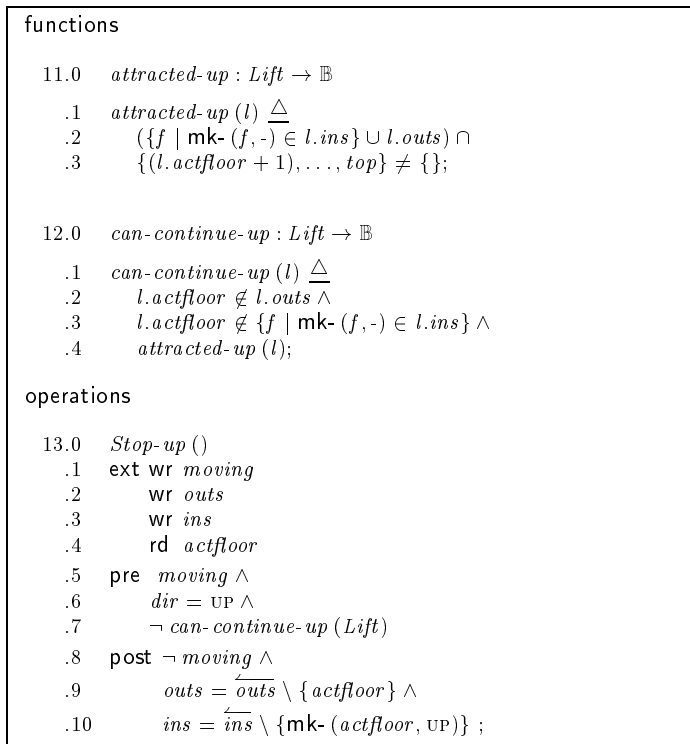 functions
11.0 attracted-up : Lift → 𝔹
.1 attracted-up (l) △
.2 ({f | mk- (f, -) ∈ l.ins} ∪ l.outs) ∩
.3 {(l.actfloor + 1), . . . , top} ≠ {};
12.0 can-continue-up : Lift → 𝔹
.1 can-continue-up (l) △
.2 l.actfloor ∉ l.outs ∧
.3 l.actfloor ∉ {f | mk- (f, -) ∈ l.ins} ∧
.4 attracted-up (l);
operations
13.0 Stop-up ()
.1 ext wr moving
.2 wr outs
.3 wr ins
.4 rd actfloor
.5 pre moving ∧
.6 dir = UP ∧
.7 ¬ can-continue-up (Lift)
.8 post ¬ moving ∧
.9 outs = ↼outs \ {actfloor} ∧
.10 ins = ↼ins \ {mk- (actfloor, UP)} ;